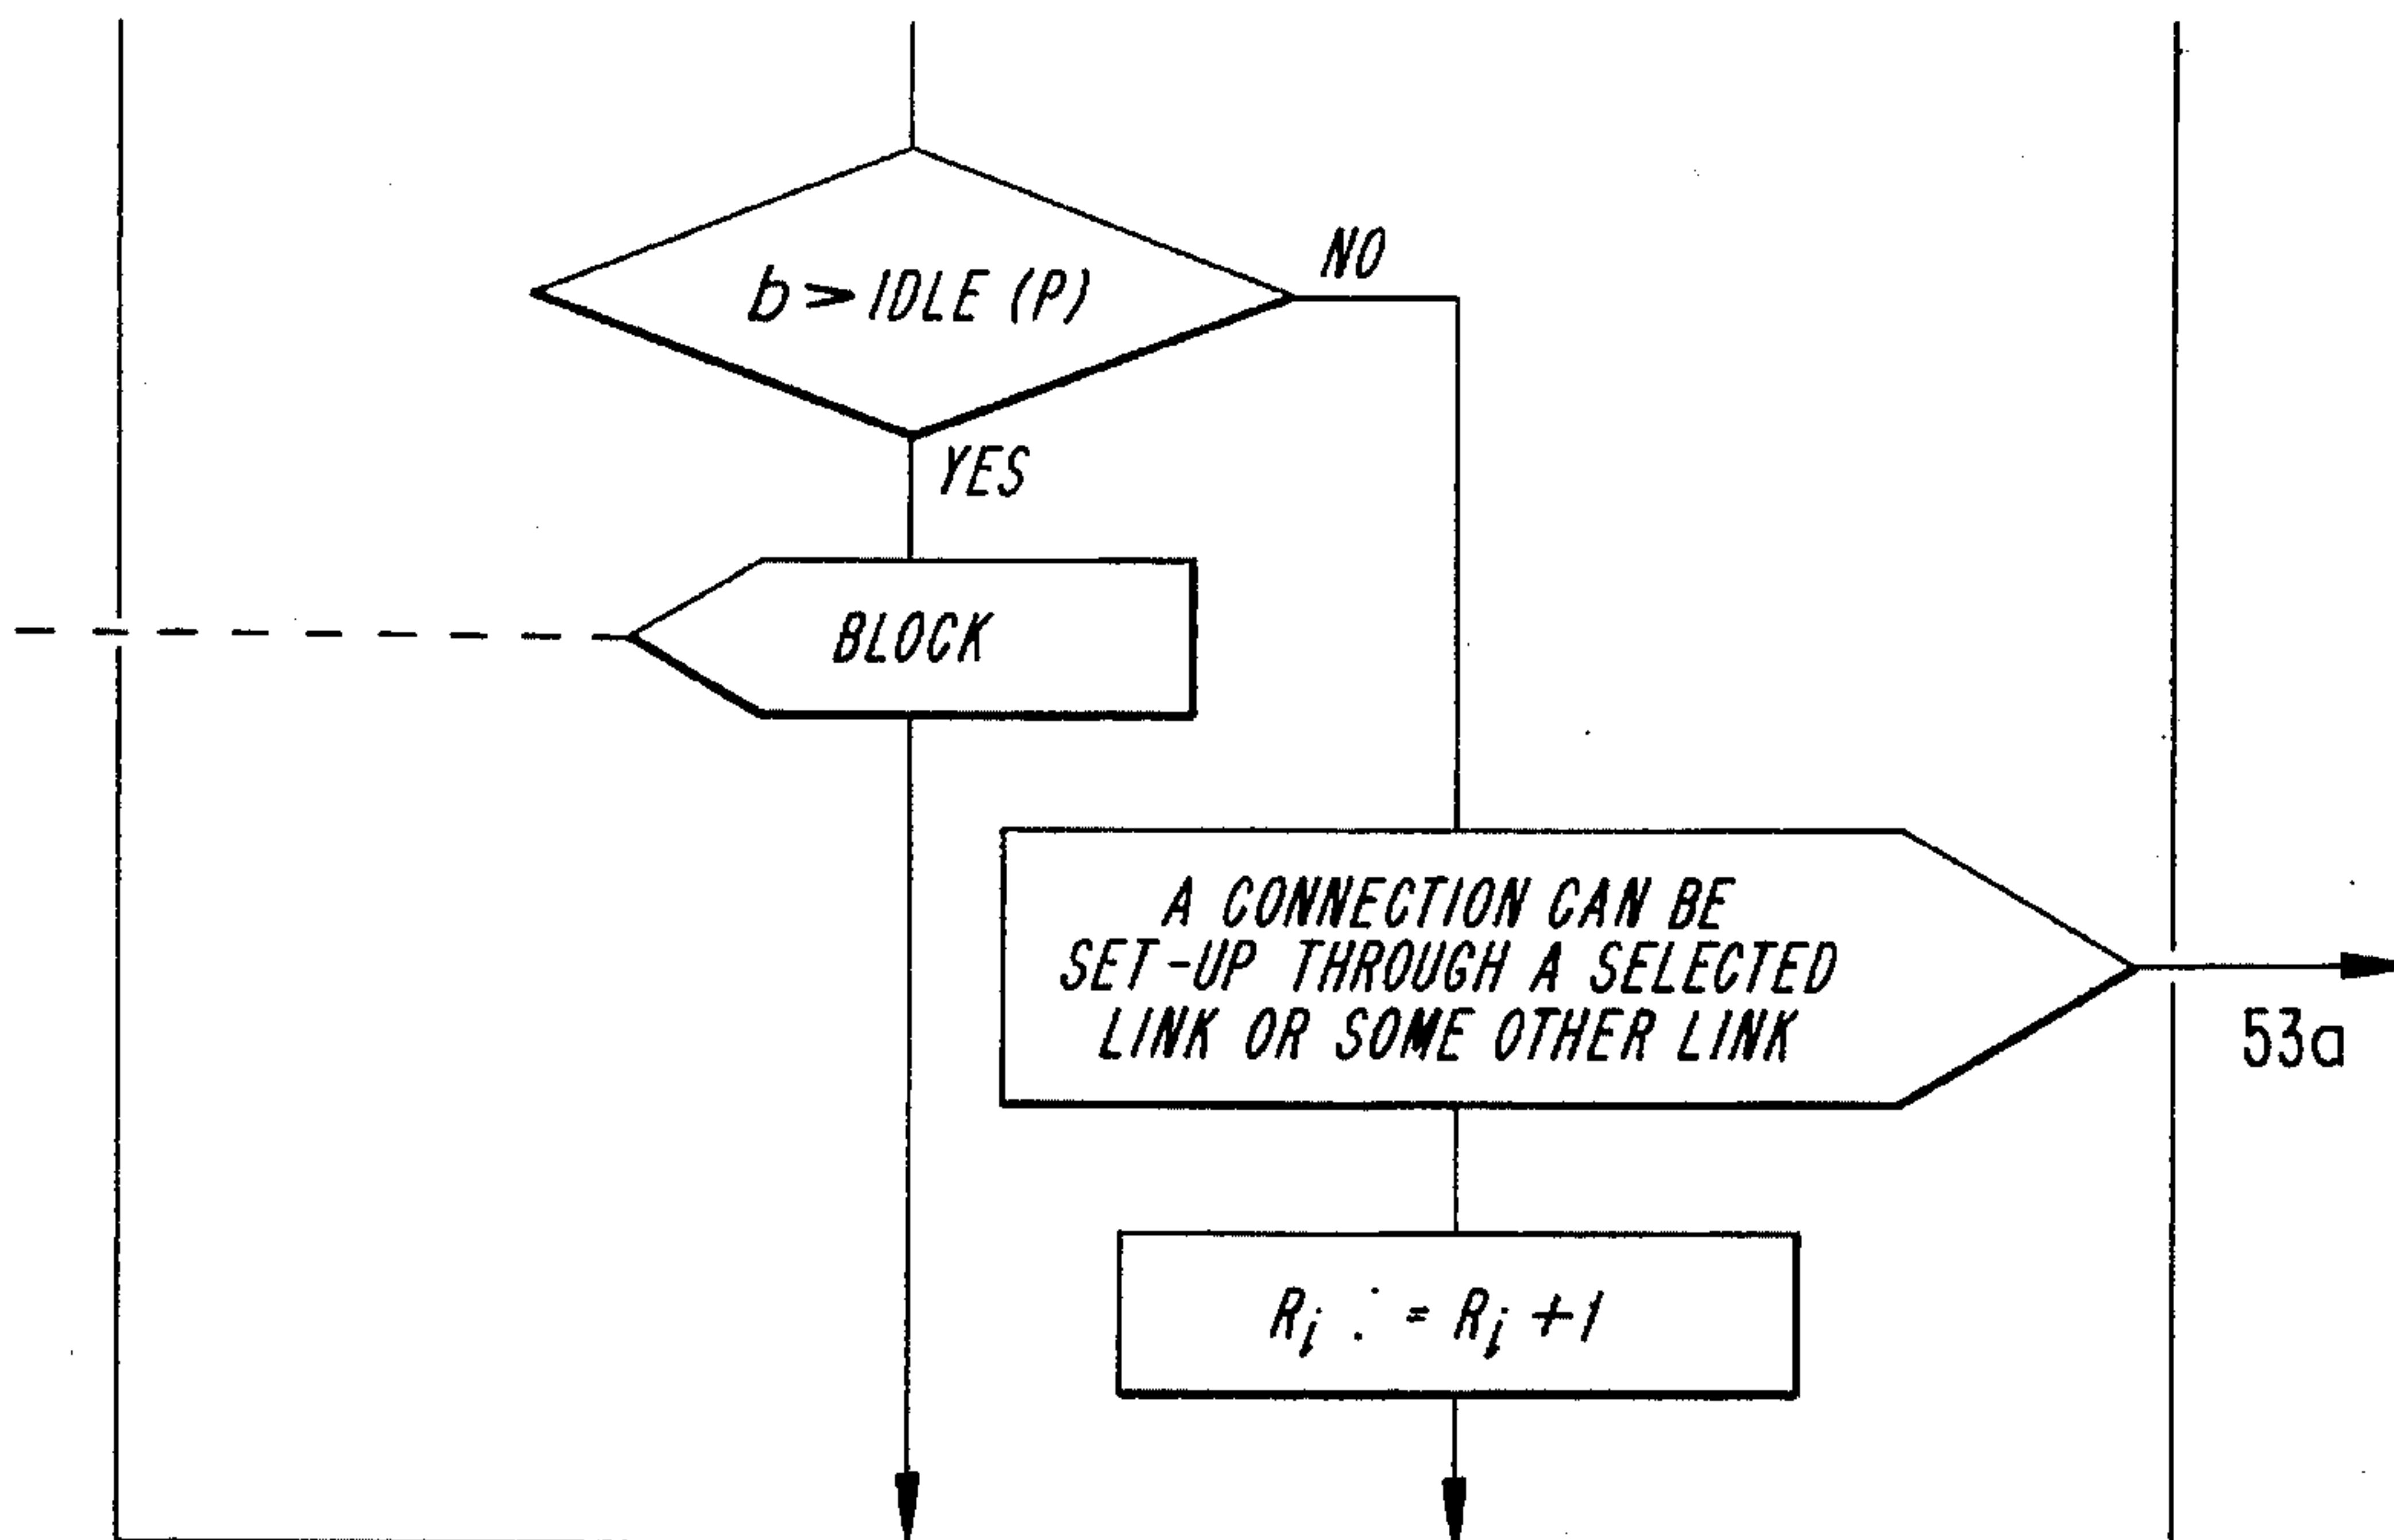 b > IDLE (P)
NO
YES
BLOCK
A CONNECTION CAN BE
SET-UP THROUGH A SELECTED
LINK OR SOME OTHER LINK
53a
Ri := Ri +1